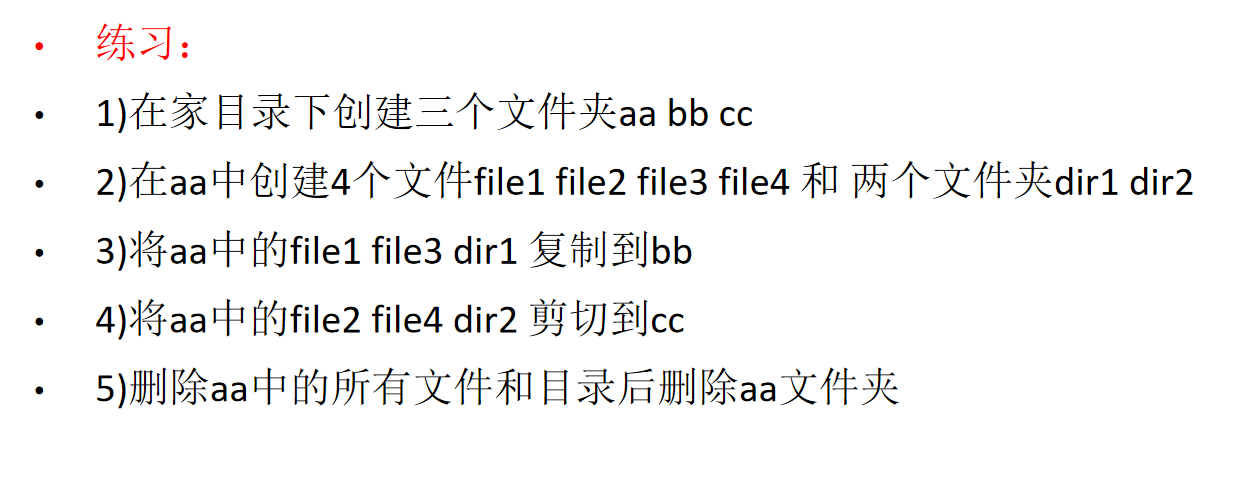 • 练习：
• 1)在家目录下创建三个文件夹aa bb cc
• 2)在aa中创建4个文件file1 file2 file3 file4 和 两个文件夹dir1 dir2
• 3)将aa中的file1 file3 dir1 复制到bb
• 4)将aa中的file2 file4 dir2 剪切到cc
• 5)删除aa中的所有文件和目录后删除aa文件夹